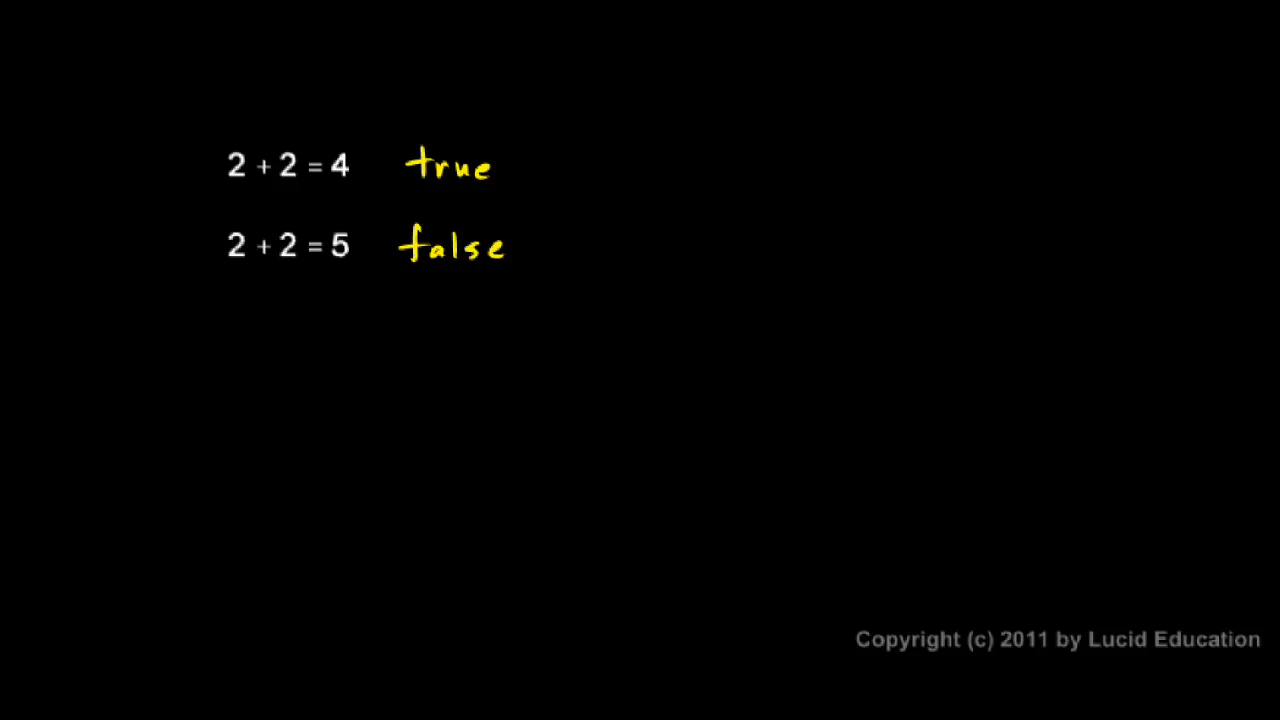 2 + 2 = 4 true
2 + 2 = 5 false
Copyright (c) 2011 by Lucid Education